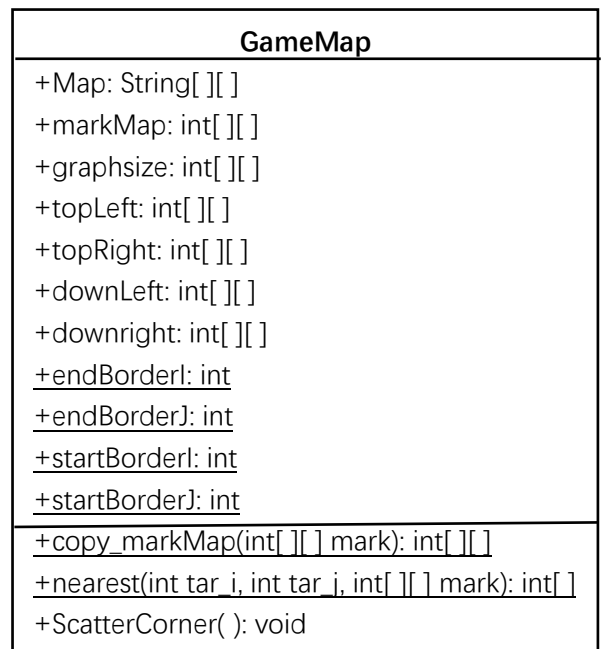 GameMap
+Map: String[ ][ ]
+markMap: int[ ][ ]
+graphsize: int[ ][ ]
+topLeft: int[ ][ ]
+topRight: int[ ][ ]
+downLeft: int[ ][ ]
+downright: int[ ][ ]
+endBorderI: int
+endBorderJ: int
+startBorderI: int
+startBorderJ: int
+copy_markMap(int[ ][ ] mark): int[ ][ ]
+nearest(int tar_i, int tar_j, int[ ][ ] mark): int[ ]
+ScatterCorner( ): void